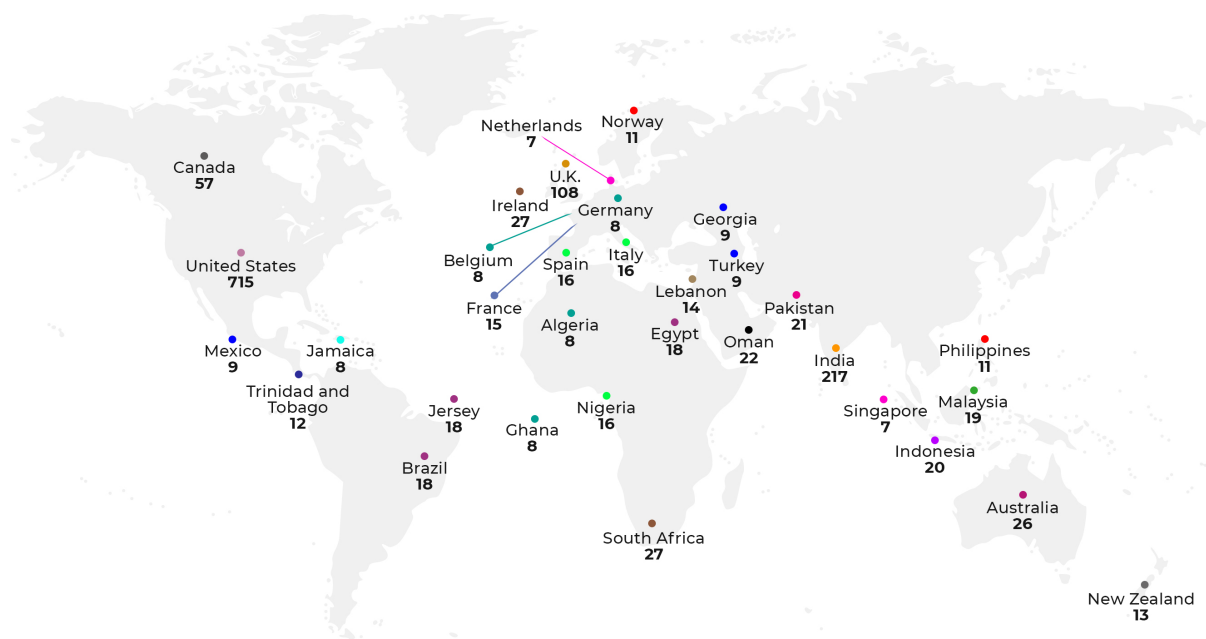 Netherlands
7
Norway
11
Canada
57
U.K.
108
Ireland
27
Germany
8
Georgia
9
Belgium
8
Spain
16
Italy
16
Turkey
9
United States
715
Lebanon
14
France
15
Pakistan
21
Algeria
8
Egypt
18
Oman
22
Mexico
9
Jamaica
8
India
217
Philippines
11
Trinidad and
Tobago
12
Jersey
18
Nigeria
16
Singapore
7
Malaysia
19
Ghana
8
Indonesia
20
Brazil
18
Australia
26
South Africa
27
New Zealand
13